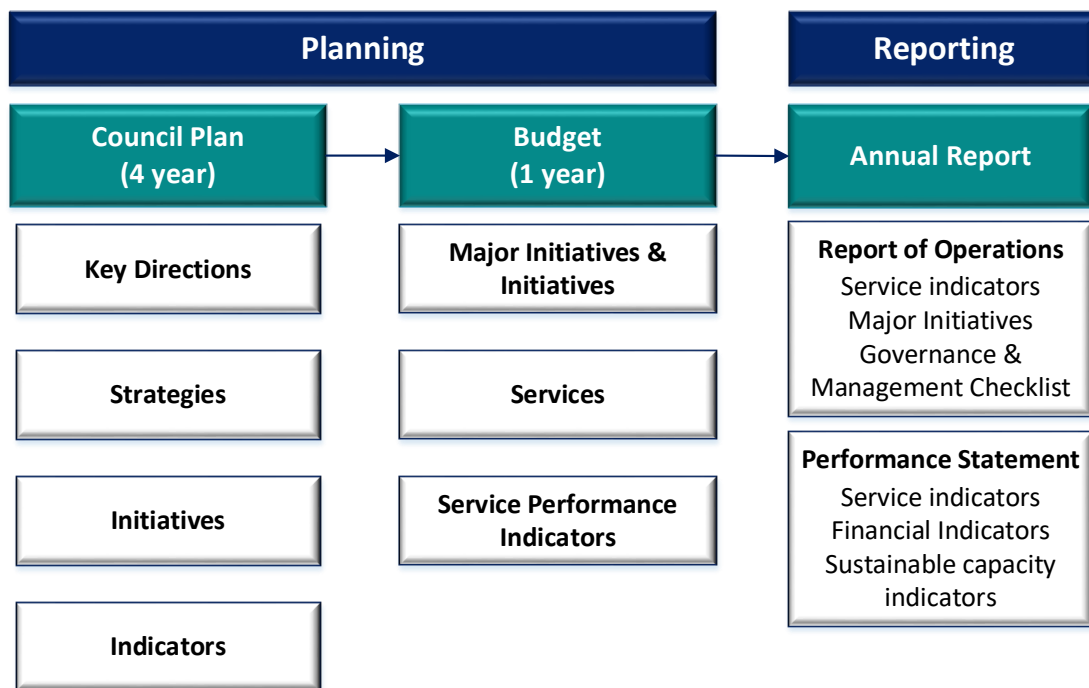 Planning
Reporting
Council Plan
(4 year)
Budget
(1 year)
Annual Report
Key Directions
Strategies
Initiatives
Indicators
Major Initiatives &
Initiatives
Services
Service Performance
Indicators
Report of Operations
Service indicators
Major Initiatives
Governance &
Management Checklist
Performance Statement
Service indicators
Financial Indicators
Sustainable capacity
indicators